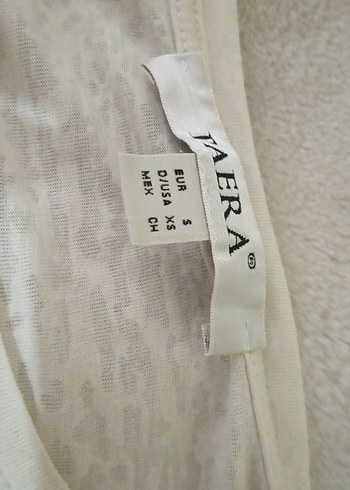 JAERA®
EUR S
D/USA XS
MEX CH